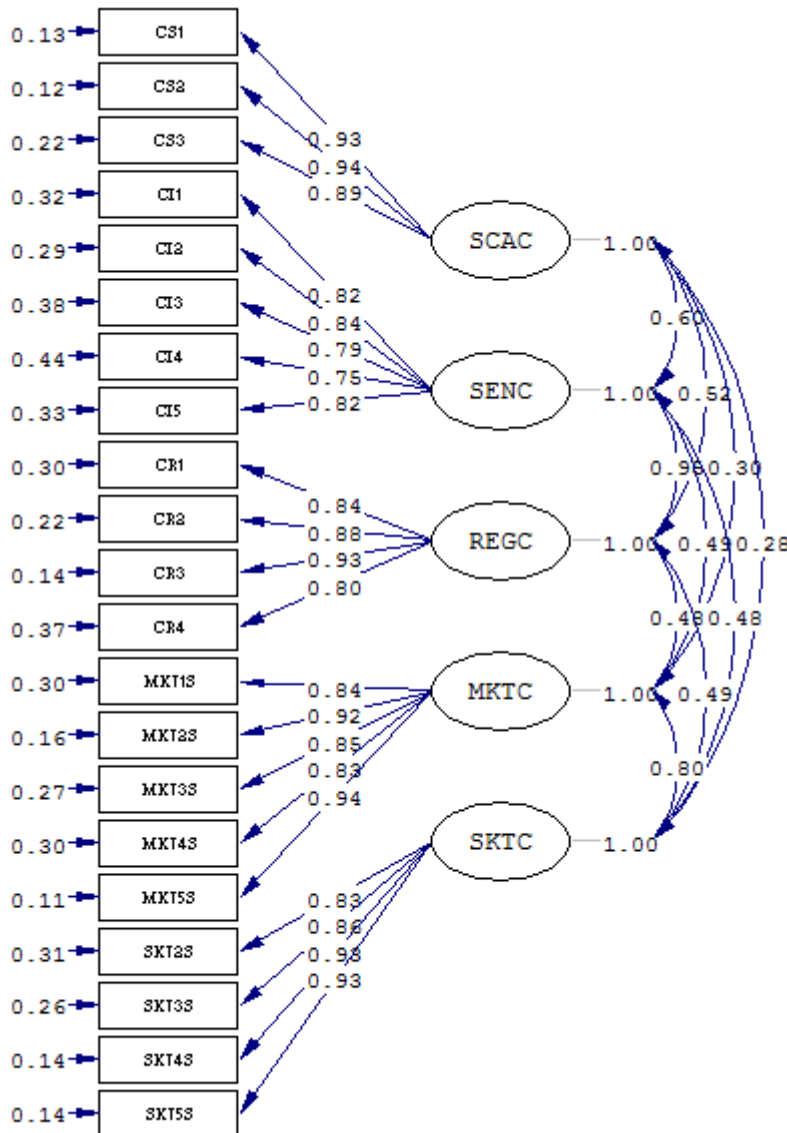 0.13 CS1
0.12 CS2
0.22 CS3
0.32 CI1
0.29 CI2
0.38 CI3
0.44 CI4
0.33 CI5
0.30 CR1
0.22 CR2
0.14 CR3
0.37 CR4
0.30 MKT1S
0.16 MKT2S
0.27 MKT3S
0.30 MKT4S
0.11 MKT5S
0.31 SKT2S
0.26 SKT3S
0.14 SKT4S
0.14 SKT5S
0.93
0.94
0.89
0.82
0.84
0.79
0.75
0.82
0.84
0.88
0.93
0.80
0.84
0.92
0.85
0.83
0.94
0.83
0.86
0.93
SCAC 1.00
SENC 1.00
REGC 1.00
MKTC 1.00
SKTC 1.00
0.60
0.52
0.30
0.49 0.28
0.48
0.49
0.80